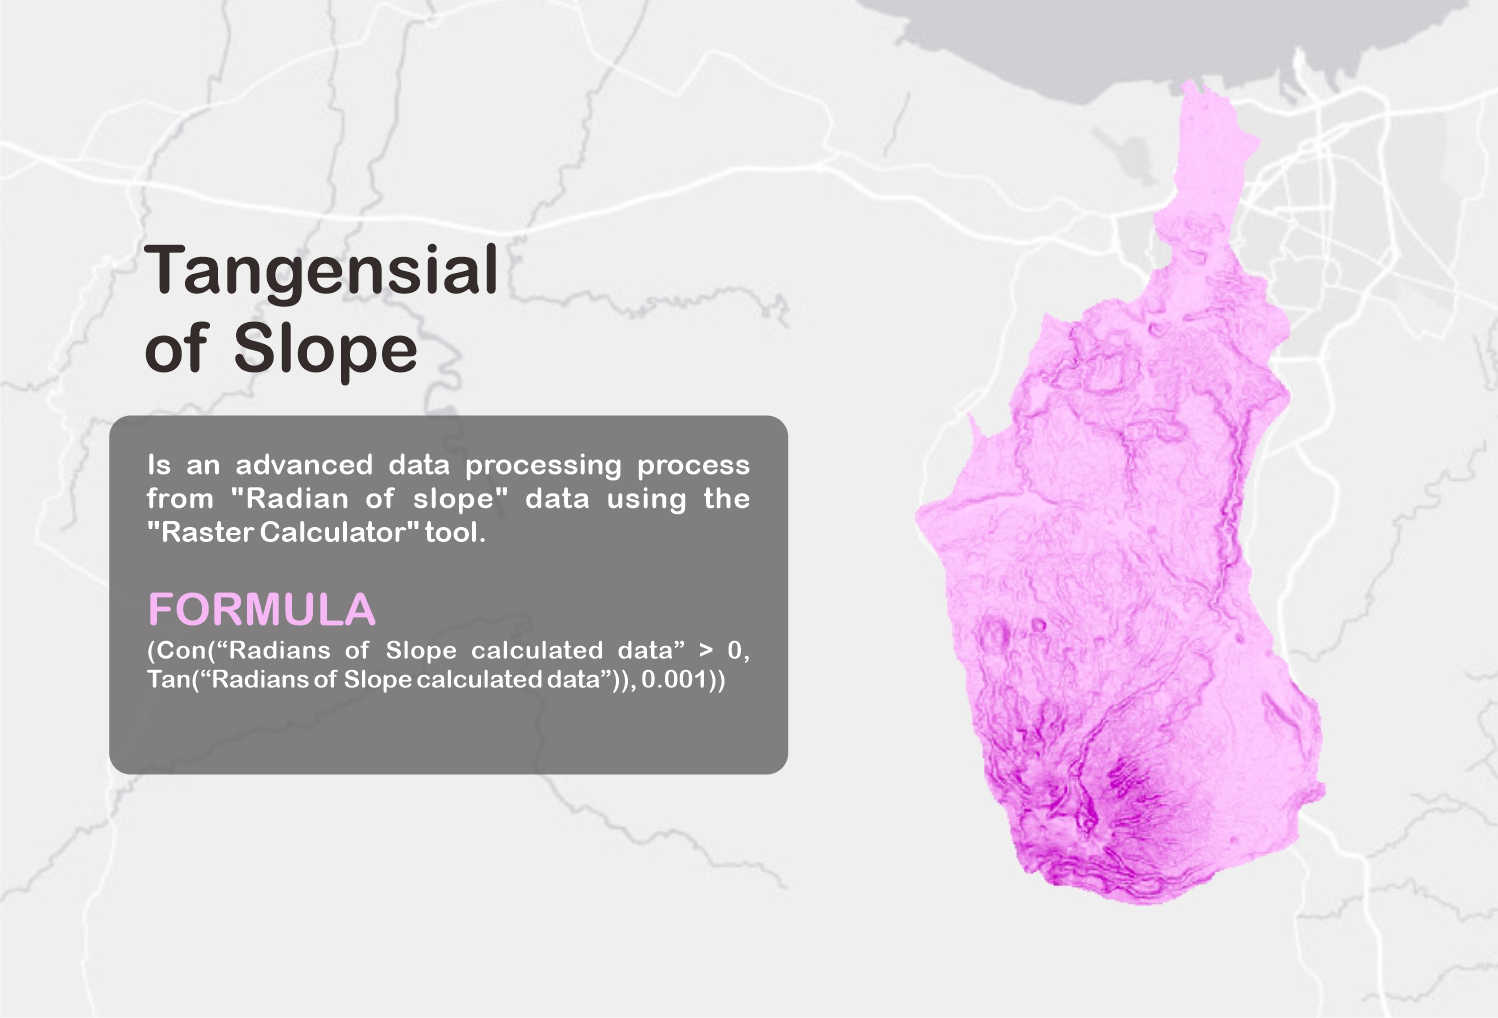 Tangensial
of Slope
Is an advanced data processing process
from "Radian of slope" data using the
"Raster Calculator" tool.
FORMULA
(Con(“Radians of Slope calculated data” > 0,
Tan(“Radians of Slope calculated data”)), 0.001))